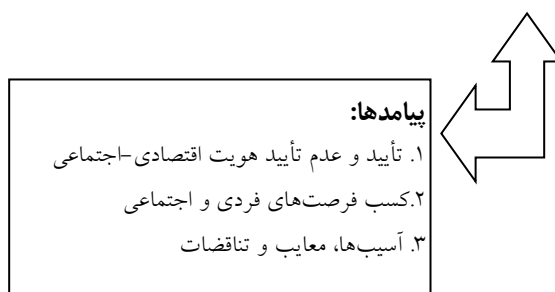 پیامدها:
۱. تأیید و عدم تأیید هویت اقتصادی-اجتماعی
۲.کسب فرصت‌های فردی و اجتماعی
۳. آسیب‌ها، معایب و تناقضات